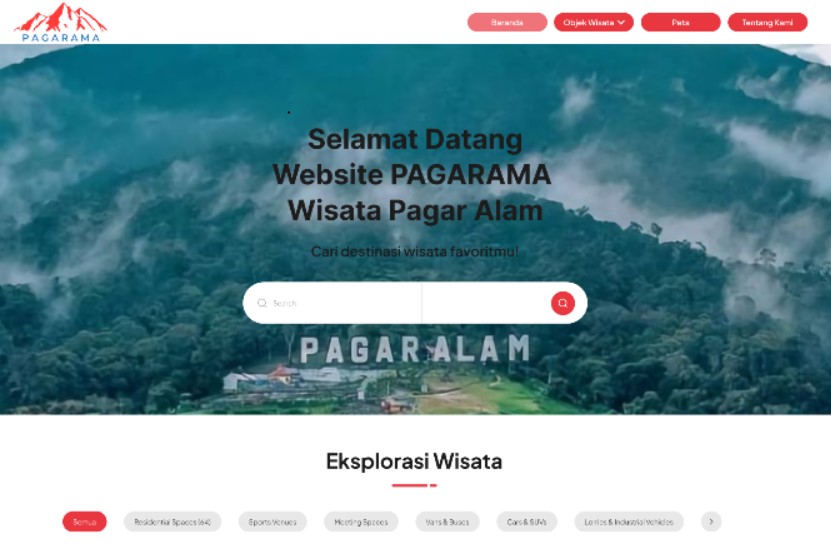 PAGARAMA
Beranda
Objek Wisata
Peta
Tentang Kami
Selamat Datang
Website PAGARAMA
Wisata Pagar Alam
Cari destinasi wisata favoritmu!
Search
PAGAR ALAM
Eksplorasi Wisata
Semua
Residential Spaces (64)
Sports Venues
Meeting Spaces
Vans & Buses
Cars & SUVs
Lorries & Industrial Vehicles